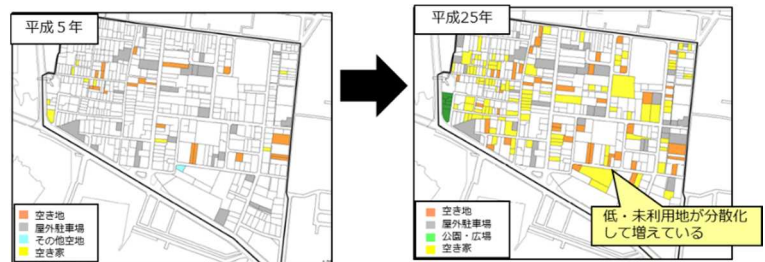 平成５年
空き地
屋外駐車場
その他空地
空き家
平成25年
空き地
屋外駐車場
公園・広場
空き家
低・未利用地が分散化
して増えている